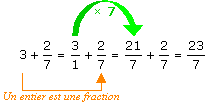 × 7
3 + 2/7 = 3/1 + 2/7 = 21/7 + 2/7 = 23/7
Un entier est une fraction